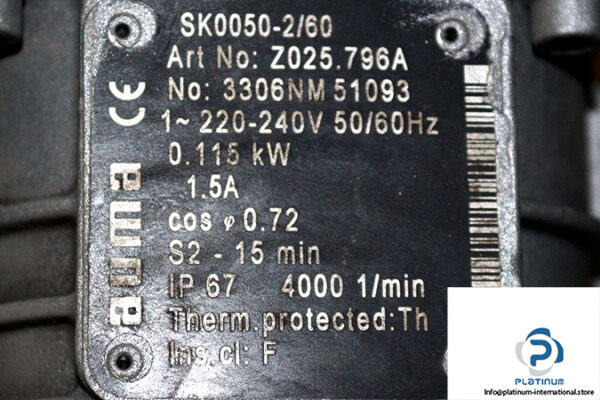 SK0050-2/60
Art No: Z025.796A
No: 3306NM 51093
1~ 220-240V 50/60Hz
0.115 kW
1.5A
cos φ 0.72
S2 - 15 min
IP 67 4000 1/min
Therm.protected:Th
Ins.cl: F
CE
auma
PLATINUM
platinum-international.store